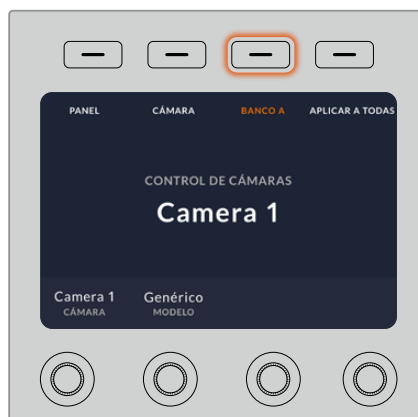 PANEL CÁMARA BANCO A APLICAR A TODAS
CONTROL DE CÁMARAS
Camera 1
Camera 1 Genérico
CÁMARA MODELO